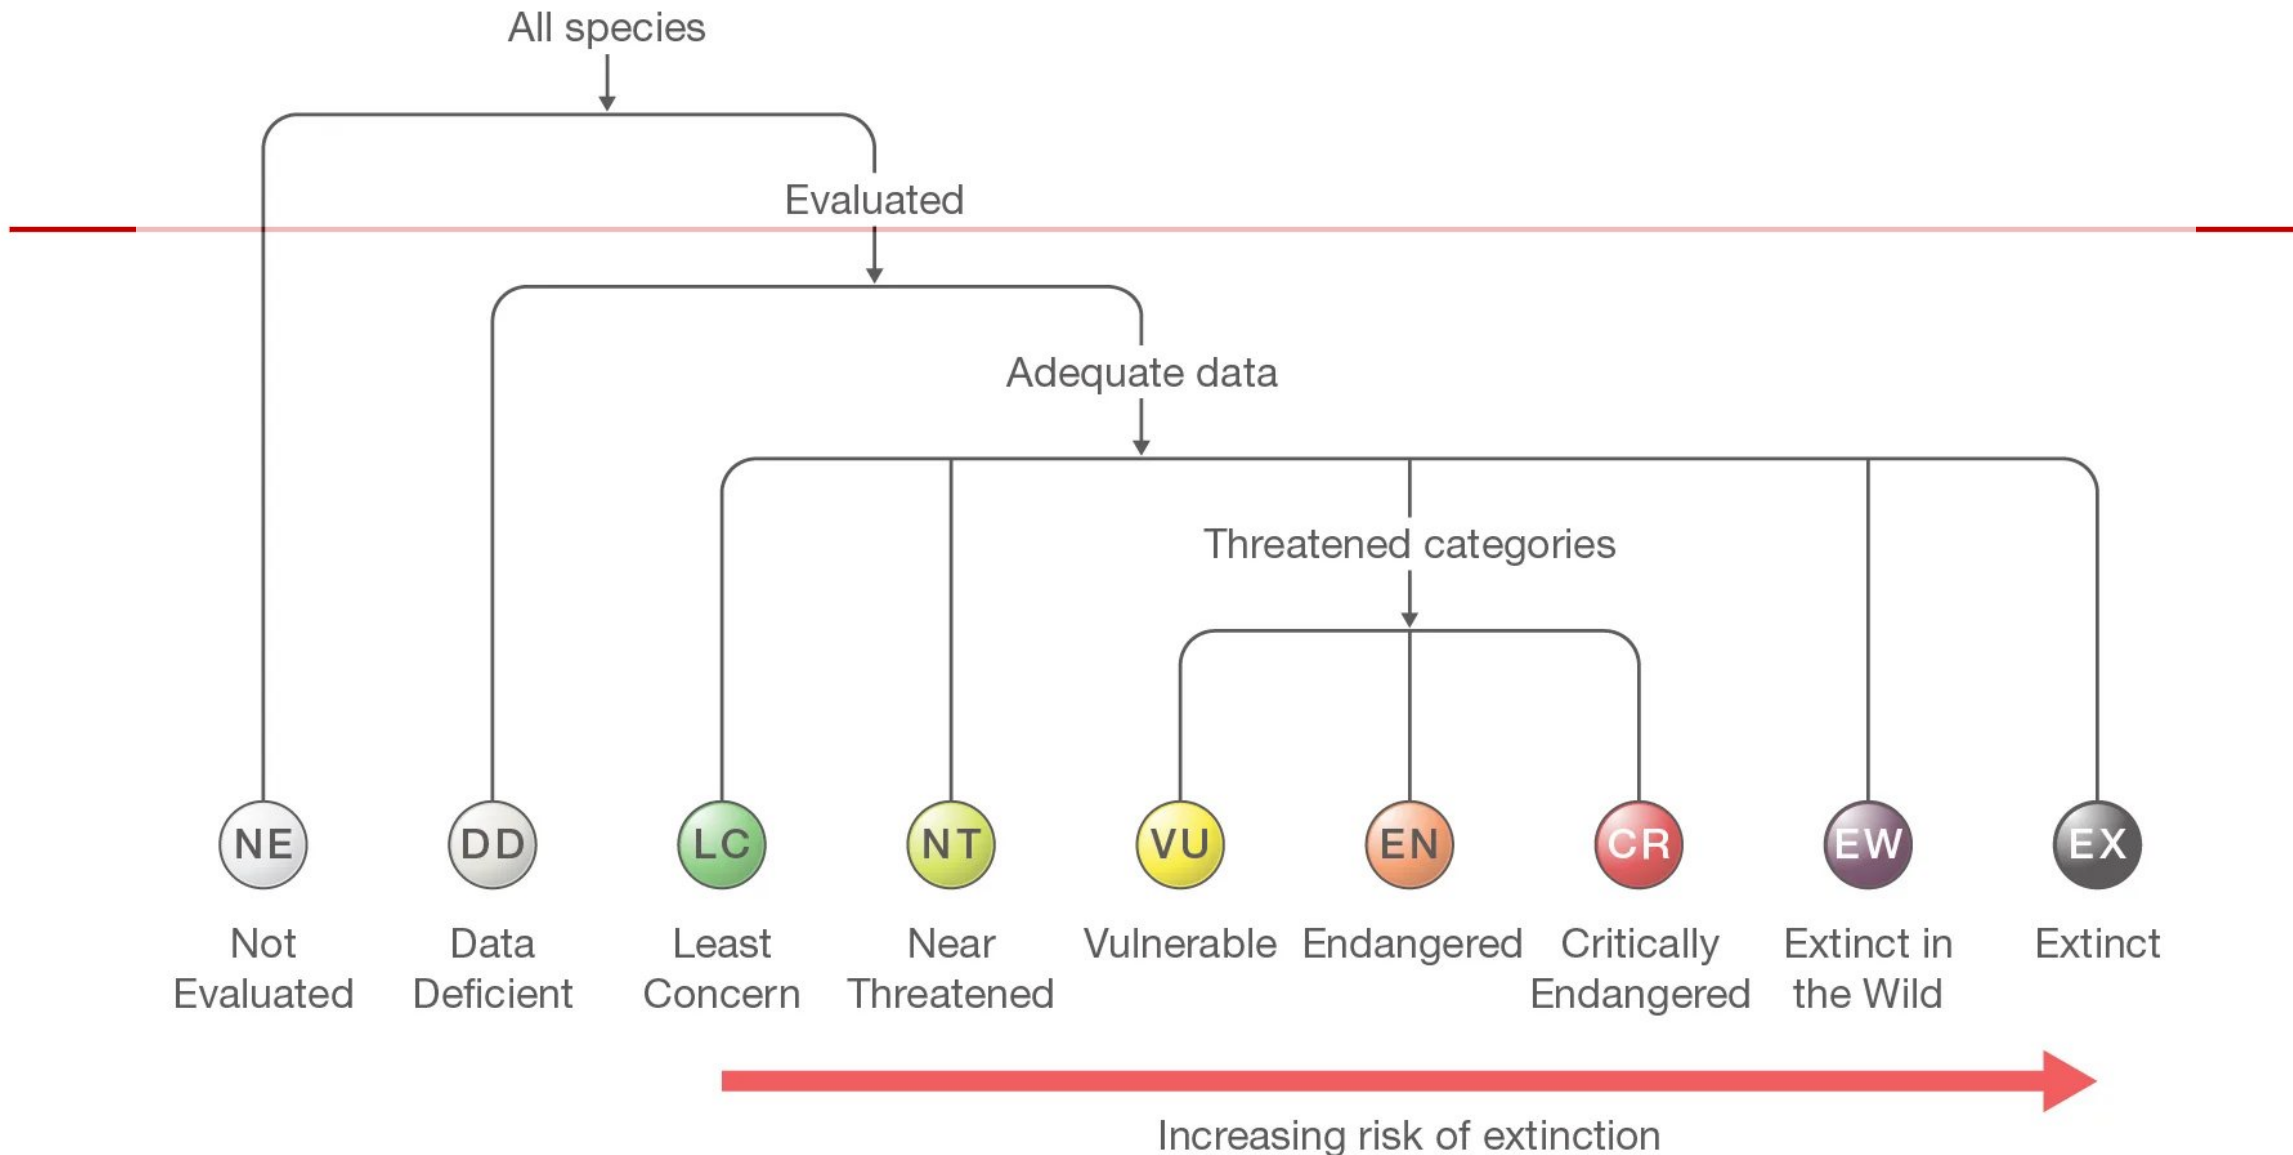 All species
Evaluated
Adequate data
Threatened categories
NE
DD
LC
NT
VU
EN
CR
EW
EX
Not
Evaluated
Data
Deficient
Least
Concern
Near
Threatened
Vulnerable
Endangered
Critically
Endangered
Extinct in
the Wild
Extinct
Increasing risk of extinction